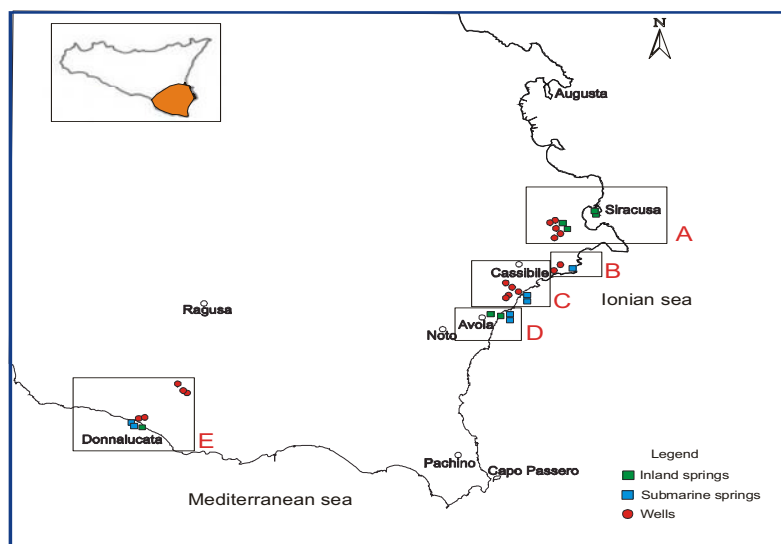 N
Augusta
Siracusa
A
B
Cassibile
C
Ionian sea
Ragusa
Avola
Noto
D
Donnalucata
E
Pachino
Capo Passero
Mediterranean sea
Legend
Inland springs
Submarine springs
Wells